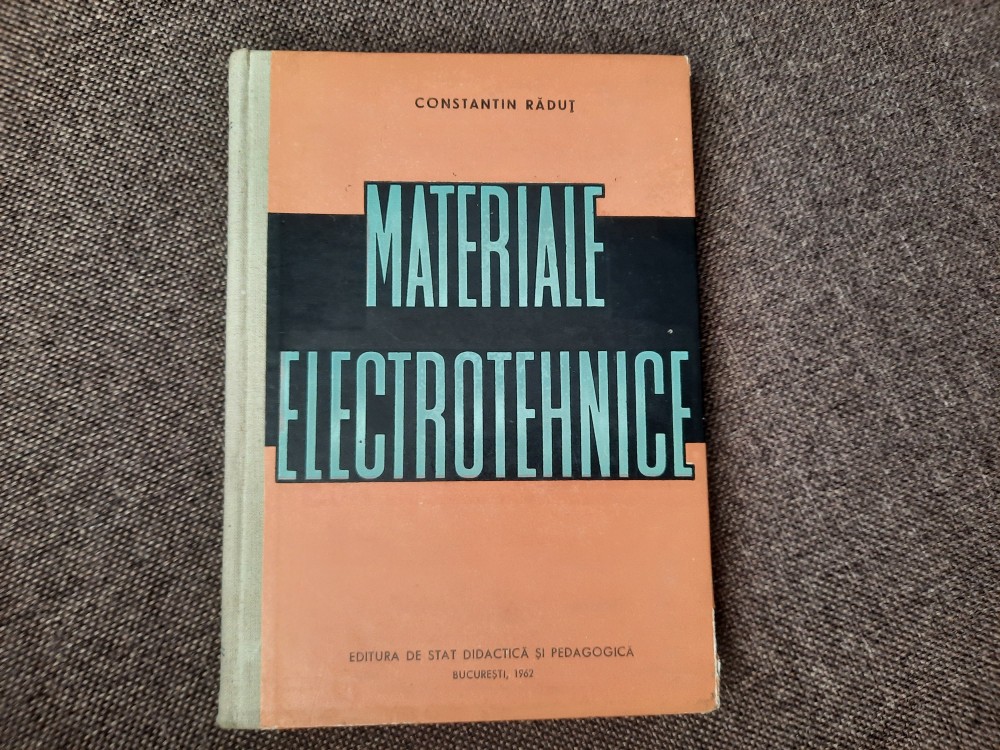 CONSTANTIN RĂDUȚ
MATERIALE
ELECTROTEHNICE
EDITURA DE STAT DIDACTICĂ ȘI PEDAGOGICĂ
BUCUREȘTI, 1962